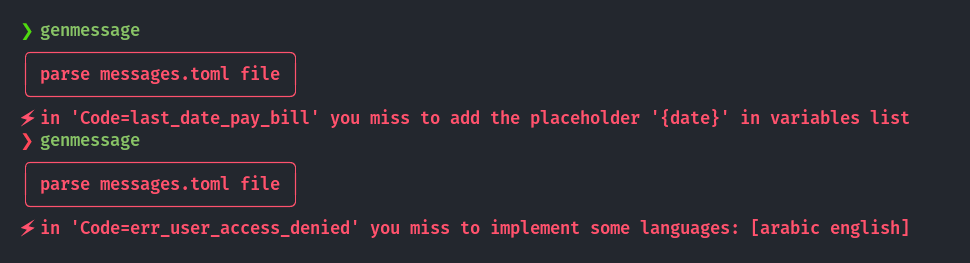 ❯ genmessage
parse messages.toml file
⚡in 'Code=last_date_pay_bill' you miss to add the placeholder '{date}' in variables list
❯ genmessage
parse messages.toml file
⚡in 'Code=err_user_access_denied' you miss to implement some languages: [arabic english]